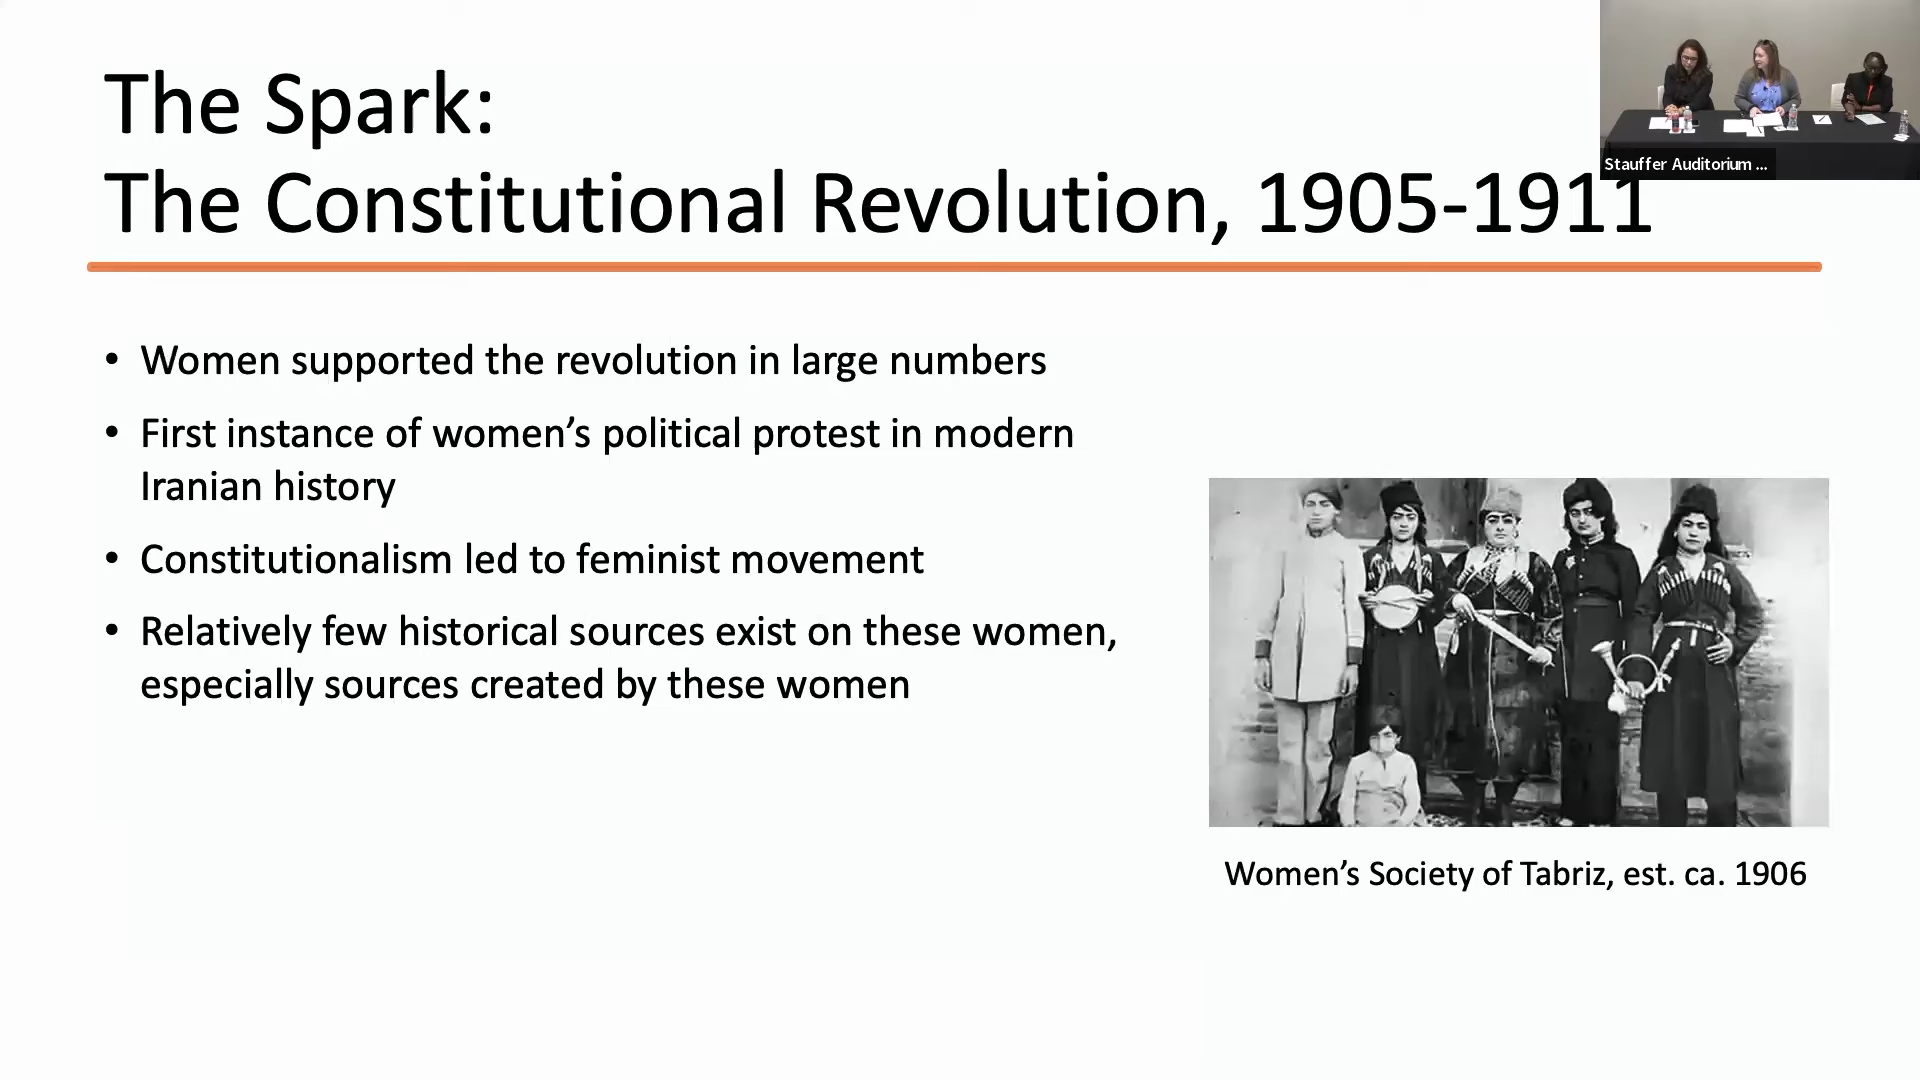 The Spark:
The Constitutional Revolution, 1905-1911
Stauffer Auditorium ...
• Women supported the revolution in large numbers
• First instance of women’s political protest in modern
Iranian history
• Constitutionalism led to feminist movement
• Relatively few historical sources exist on these women,
especially sources created by these women
Women’s Society of Tabriz, est. ca. 1906